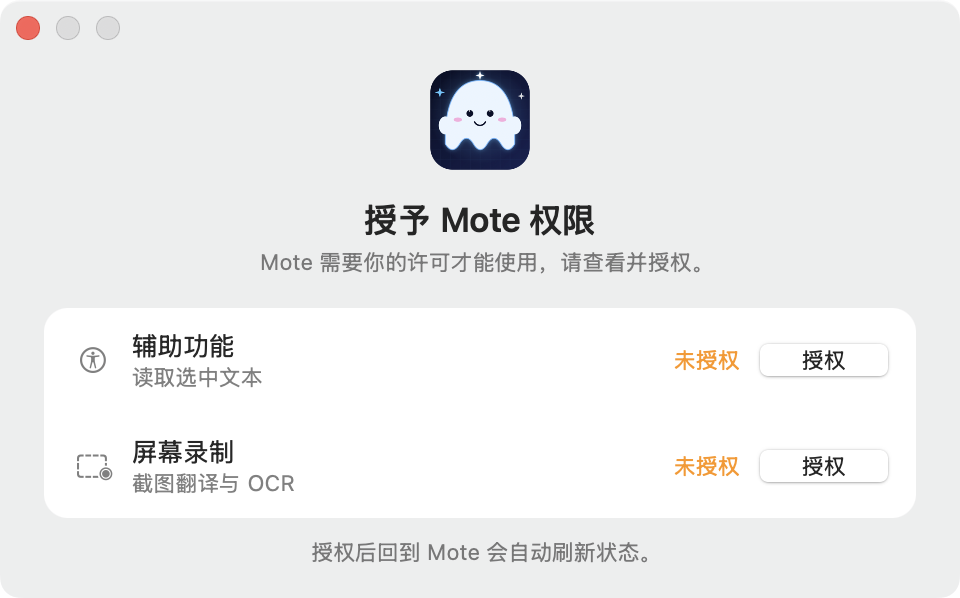 授予 Mote 权限
Mote 需要你的许可才能使用，请查看并授权。
辅助功能
读取选中文本
未授权
授权
屏幕录制
截图翻译与 OCR
未授权
授权
授权后回到 Mote 会自动刷新状态。